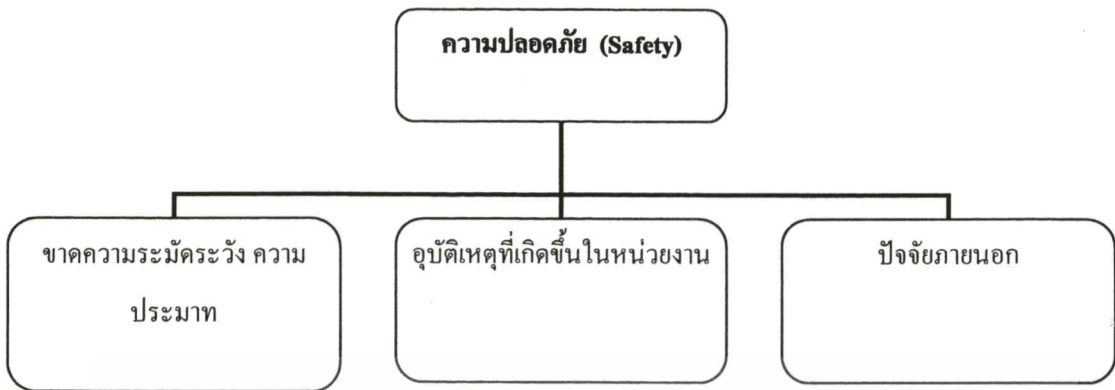 ความปลอดภัย (Safety)
ขาดความระมัดระวัง ความ
ประมาท
อุบัติเหตุที่เกิดขึ้นในหน่วยงาน
ปัจจัยภายนอก